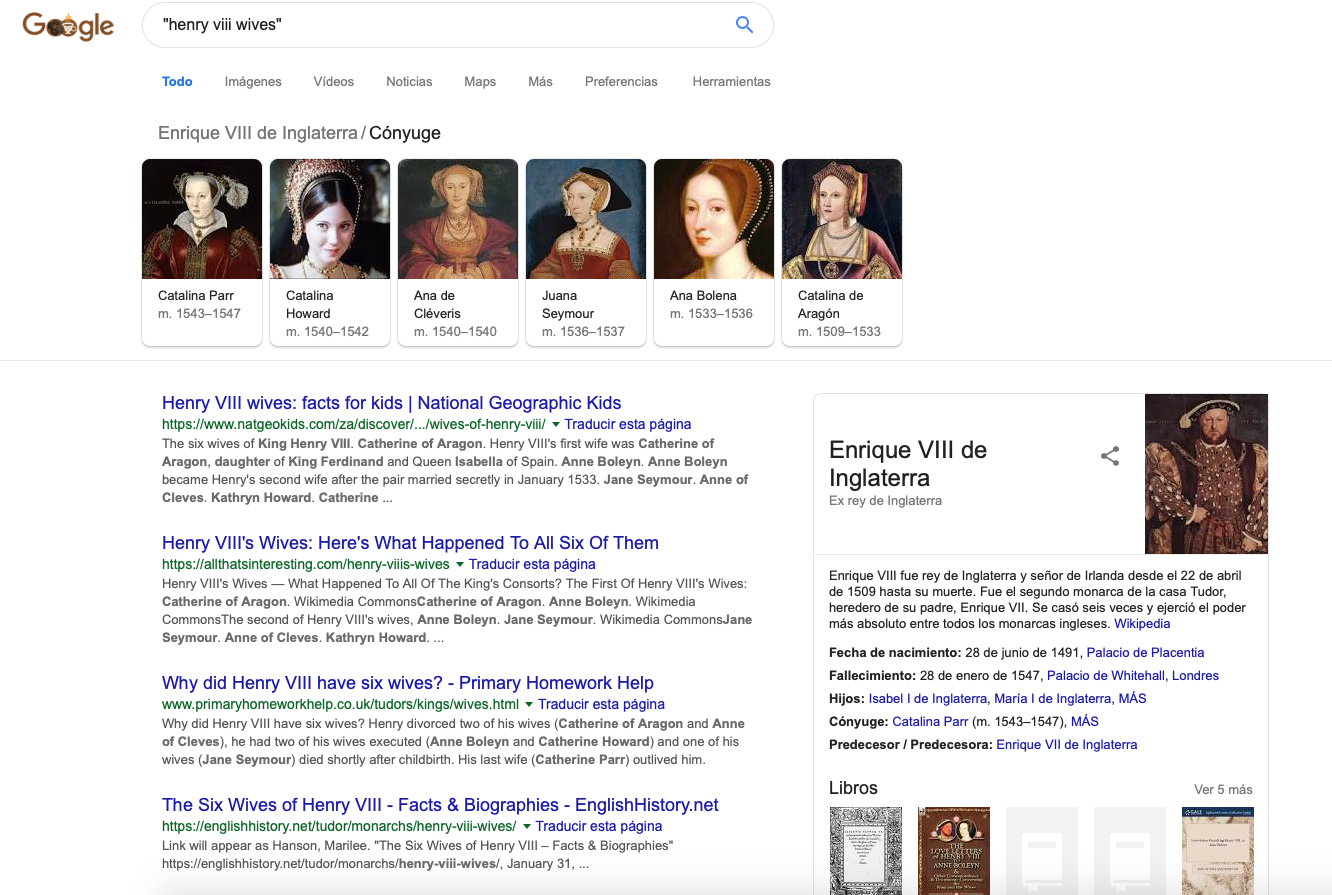 Google
"henry viii wives"
Todo Imágenes Vídeos Noticias Maps Más Preferencias Herramientas
Enrique VIII de Inglaterra / Cónyuge
Catalina Parr
m. 1543–1547
Catalina
Howard
m. 1540–1542
Ana de
Cléveris
m. 1540–1540
Juana
Seymour
m. 1536–1537
Ana Bolena
m. 1533–1536
Catalina de
Aragón
m. 1509–1533
Henry VIII wives: facts for kids | National Geographic Kids
https://www.natgeokids.com/za/discover/.../wives-of-henry-viii/ ▾ Traducir esta página
The six wives of King Henry VIII. Catherine of Aragon. Henry VIII's first wife was Catherine of
Aragon, daughter of King Ferdinand and Queen Isabella of Spain. Anne Boleyn. Anne Boleyn
became Henry's second wife after the pair married secretly in January 1533. Jane Seymour. Anne of
Cleves. Kathryn Howard. Catherine ...
Henry VIII's Wives: Here's What Happened To All Six Of Them
https://allthatsinteresting.com/henry-viiis-wives ▾ Traducir esta página
Henry VIII's Wives — What Happened To All Of The King's Consorts? The First Of Henry VIII's Wives:
Catherine of Aragon. Wikimedia CommonsCatherine of Aragon. Anne Boleyn. Wikimedia
CommonsThe second of Henry VIII's wives, Anne Boleyn. Jane Seymour. Wikimedia CommonsJane
Seymour. Anne of Cleves. Kathryn Howard. ...
Why did Henry VIII have six wives? - Primary Homework Help
www.primaryhomeworkhelp.co.uk/tudors/kings/wives.html ▾ Traducir esta página
Why did Henry VIII have six wives? Henry divorced two of his wives (Catherine of Aragon and Anne
of Cleves), he had two of his wives executed (Anne Boleyn and Catherine Howard) and one of his
wives (Jane Seymour) died shortly after childbirth. His last wife (Catherine Parr) outlived him.
The Six Wives of Henry VIII - Facts & Biographies - EnglishHistory.net
https://englishhistory.net/tudor/monarchs/henry-viii-wives/ ▾ Traducir esta página
Link will appear as Hanson, Marilee. "The Six Wives of Henry VIII – Facts & Biographies"
https://englishhistory.net/tudor/monarchs/henry-viii-wives/, January 31, ...
Enrique VIII de
Inglaterra
Ex rey de Inglaterra
Enrique VIII fue rey de Inglaterra y señor de Irlanda desde el 22 de abril
de 1509 hasta su muerte. Fue el segundo monarca de la casa Tudor,
heredero de su padre, Enrique VII. Se casó seis veces y ejerció el poder
más absoluto entre todos los monarcas ingleses. Wikipedia
Fecha de nacimiento: 28 de junio de 1491, Palacio de Placentia
Fallecimiento: 28 de enero de 1547, Palacio de Whitehall, Londres
Hijos: Isabel I de Inglaterra, María I de Inglaterra, MÁS
Cónyuge: Catalina Parr (m. 1543–1547), MÁS
Predecesor / Predecesora: Enrique VII de Inglaterra
Libros Ver 5 más
THE
LOVE LETTERS
OF HENRY VIII
TO
ANNE BOLEYN